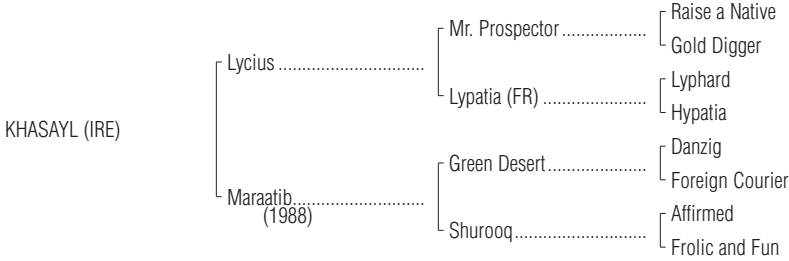 Raise a Native
Mr. Prospector ..................
Gold Digger
Lycius ...............................
Lyphard
Lypatia (FR) ......................
Hypatia
KHASAYL (IRE)
Danzig
Green Desert.....................
Foreign Courier
Maraatib............................
(1988)
Affirmed
Shurooq............................
Frolic and Fun